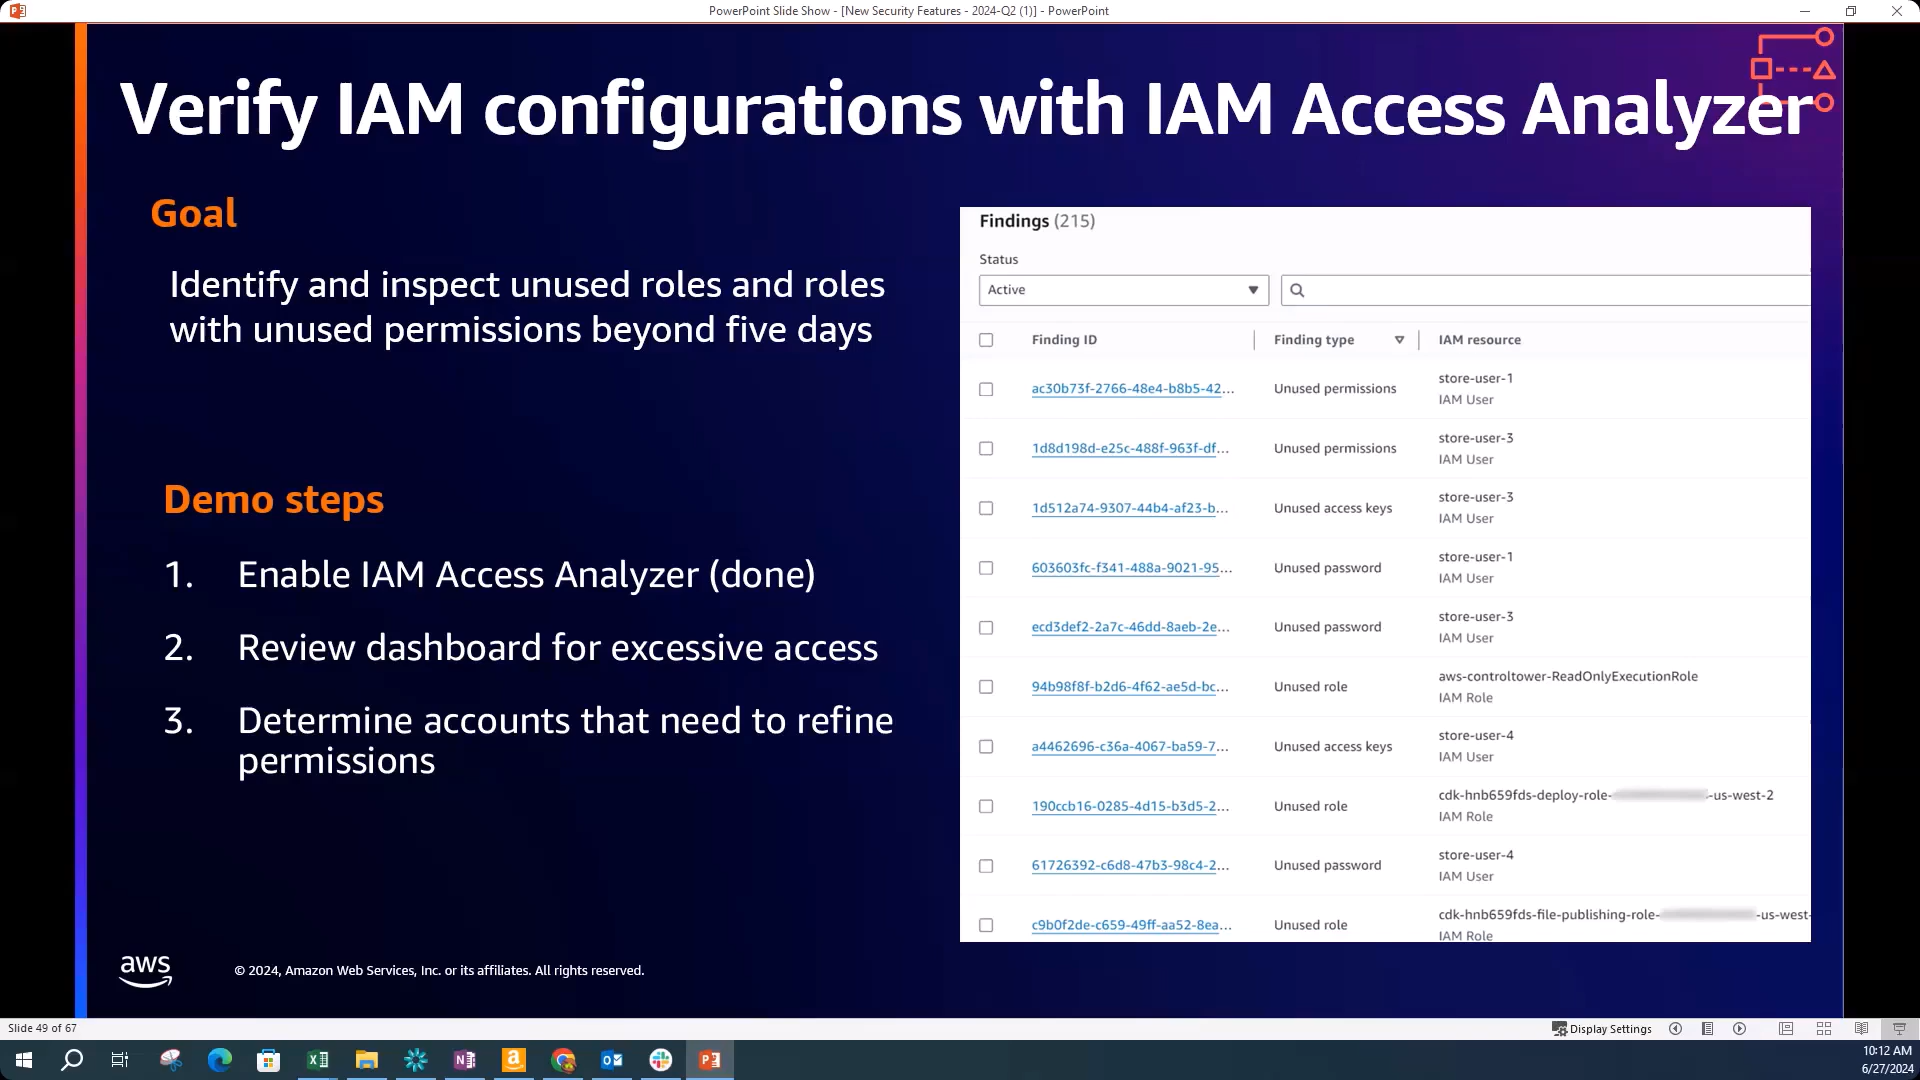 PowerPoint Slide Show - [New Security Features - 2024-Q2 (1)] - PowerPoint
Verify IAM configurations with IAM Access Analyzer
Goal
Identify and inspect unused roles and roles
with unused permissions beyond five days
Demo steps
1. Enable IAM Access Analyzer (done)
2. Review dashboard for excessive access
3. Determine accounts that need to refine
permissions
Findings (215)
Status
Active
Finding ID Finding type IAM resource
ac30b73f-2766-48e4-b8b5-42... Unused permissions store-user-1
IAM User
1d8d198d-e25c-488f-963f-df... Unused permissions store-user-3
IAM User
1d512a74-9307-44b4-af23-b... Unused access keys store-user-3
IAM User
603603fc-f341-488a-9021-95... Unused password store-user-1
IAM User
ecd3def2-2a7c-46dd-8aeb-2e... Unused password store-user-3
IAM User
94b98f8f-b2d6-4f62-ae5d-bc... Unused role aws-controltower-ReadOnlyExecutionRole
IAM Role
a4462696-c36a-4067-ba59-7... Unused access keys store-user-4
IAM User
190ccb16-0285-4d15-b3d5-2... Unused role cdk-hnb659fds-deploy-role- -us-west-2
IAM Role
61726392-c6d8-47b3-98c4-2... Unused password store-user-4
IAM User
c9b0f2de-c659-49ff-aa52-8ea... Unused role cdk-hnb659fds-file-publishing-role- -us-west-
IAM Role
aws
© 2024, Amazon Web Services, Inc. or its affiliates. All rights reserved.
Slide 49 of 67
Display Settings
10:12 AM
6/27/2024